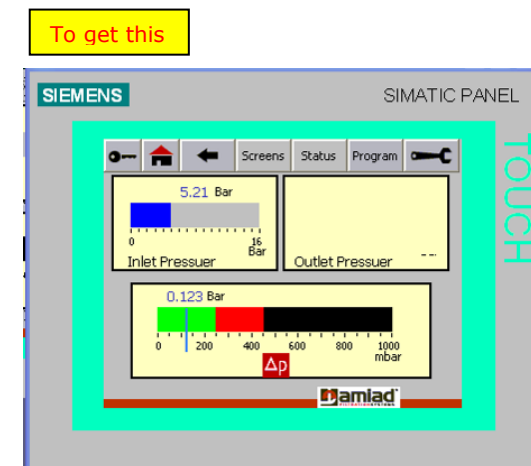 To get this
SIEMENS
SIMATIC PANEL
TOUCH
Screens Status Program
5.21 Bar
0 16
Bar
Inlet Pressuer
Outlet Pressuer --
0.123 Bar
0 200 400 600 800 1000
mbar
Δp
amiad